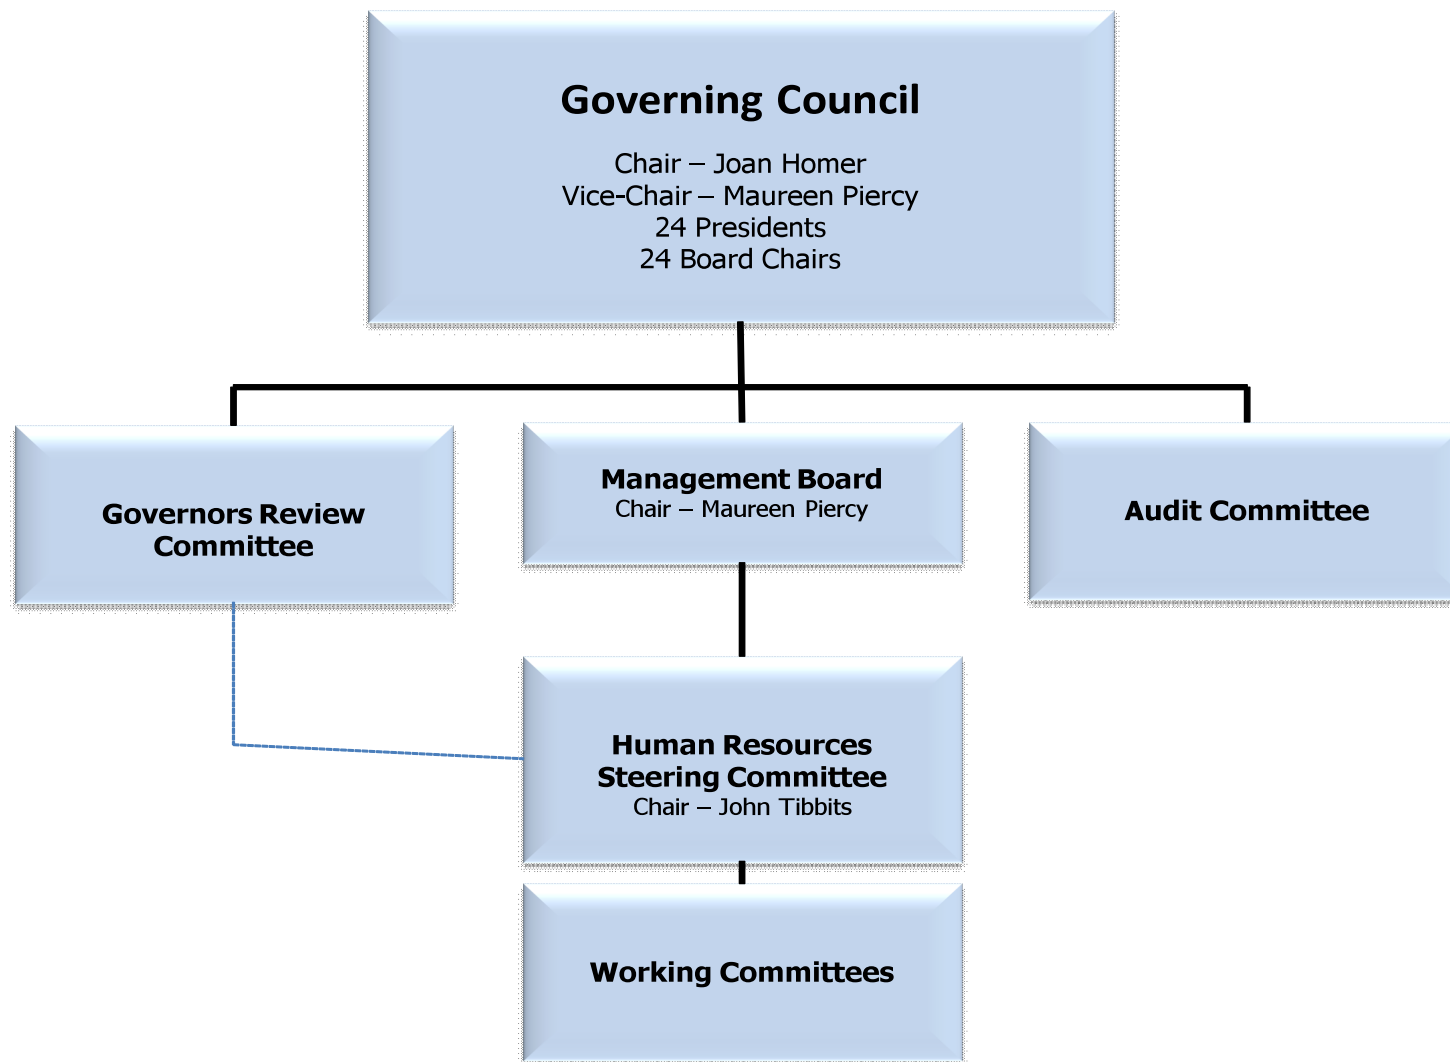 Governing Council
Chair – Joan Homer
Vice-Chair – Maureen Piercy
24 Presidents
24 Board Chairs
Governors Review
Committee
Management Board
Chair – Maureen Piercy
Audit Committee
Human Resources
Steering Committee
Chair – John Tibbits
Working Committees